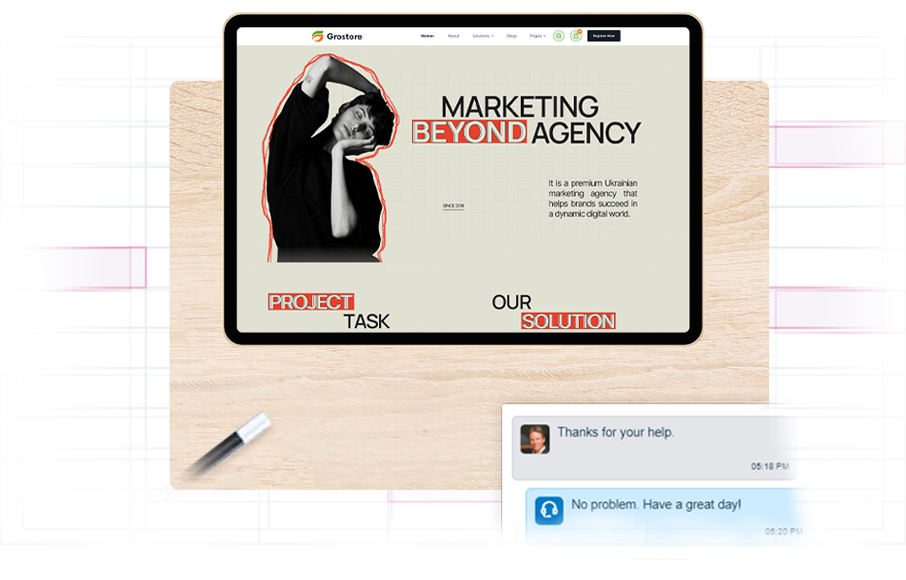 Grostore
Home About Solutions Blogs Pages Register Now
MARKETING
BEYOND AGENCY
It is a premium Ukrainian
marketing agency that
helps brands succeed in
a dynamic digital world.
SINCE 2016
PROJECT
TASK
OUR
SOLUTION
Thanks for your help.
05:18 PM
No problem. Have a great day!
05:20 PM